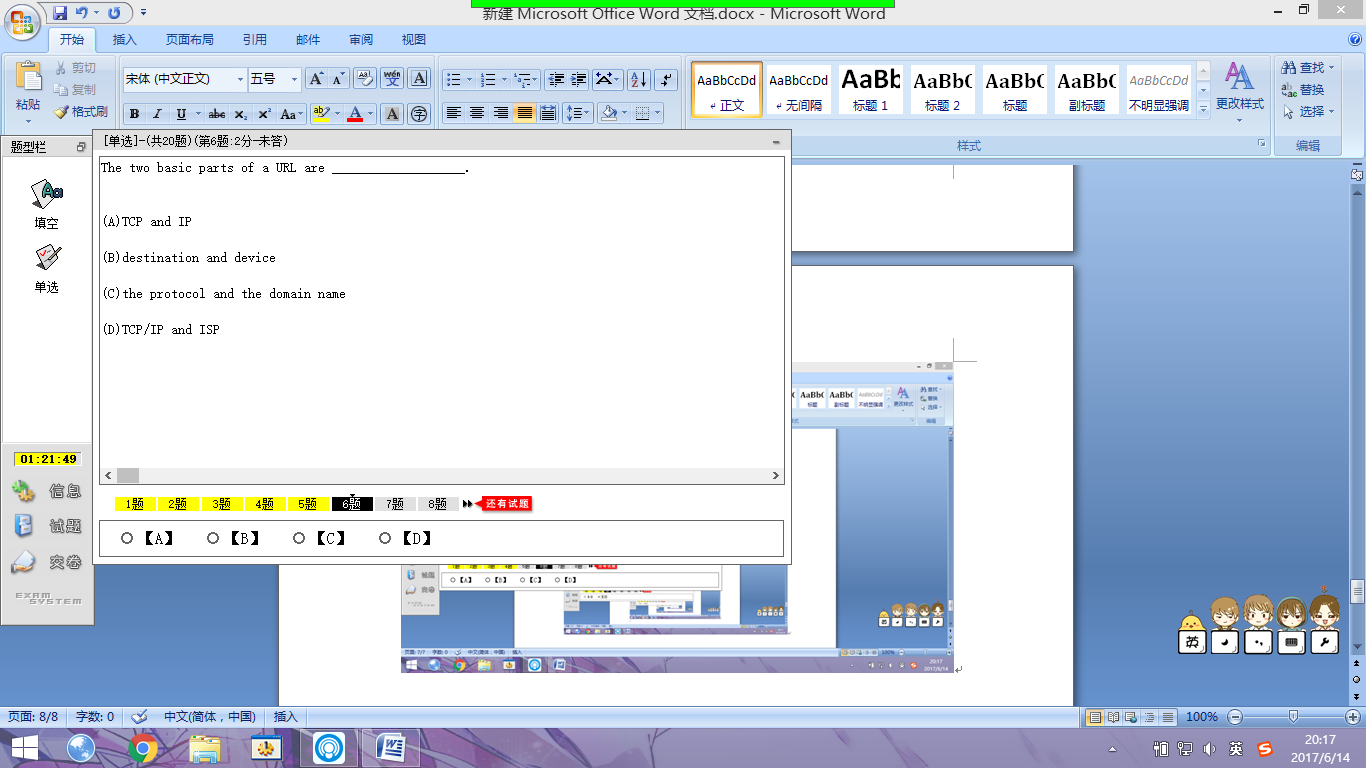 新建 Microsoft Office Word 文档.docx - Microsoft Word
开始 插入 页面布局 引用 邮件 审阅 视图
粘贴 剪切 复制 格式刷
宋体 (中文正文) 五号
AaBbCcDd AaBbCcDd AaBb AaBbC AaBbC AaBbC AaBbCcDd
正文 无间隔 标题 1 标题 2 标题 副标题 不明显强调
更改样式
查找
替换
选择
样式 编辑
题型栏
填空
单选
01:21:49
信息
试题
交卷
EXAM SYSTEM
[单选]-(共20题)(第6题:2分-未答)
The two basic parts of a URL are ____________________.
(A)TCP and IP
(B)destination and device
(C)the protocol and the domain name
(D)TCP/IP and ISP
1题 2题 3题 4题 5题 6题 7题 8题 还有试题
【A】 【B】 【C】 【D】
英
页面: 8/8 字数: 0 中文(简体，中国) 插入 100%
英 20:17
2017/6/14